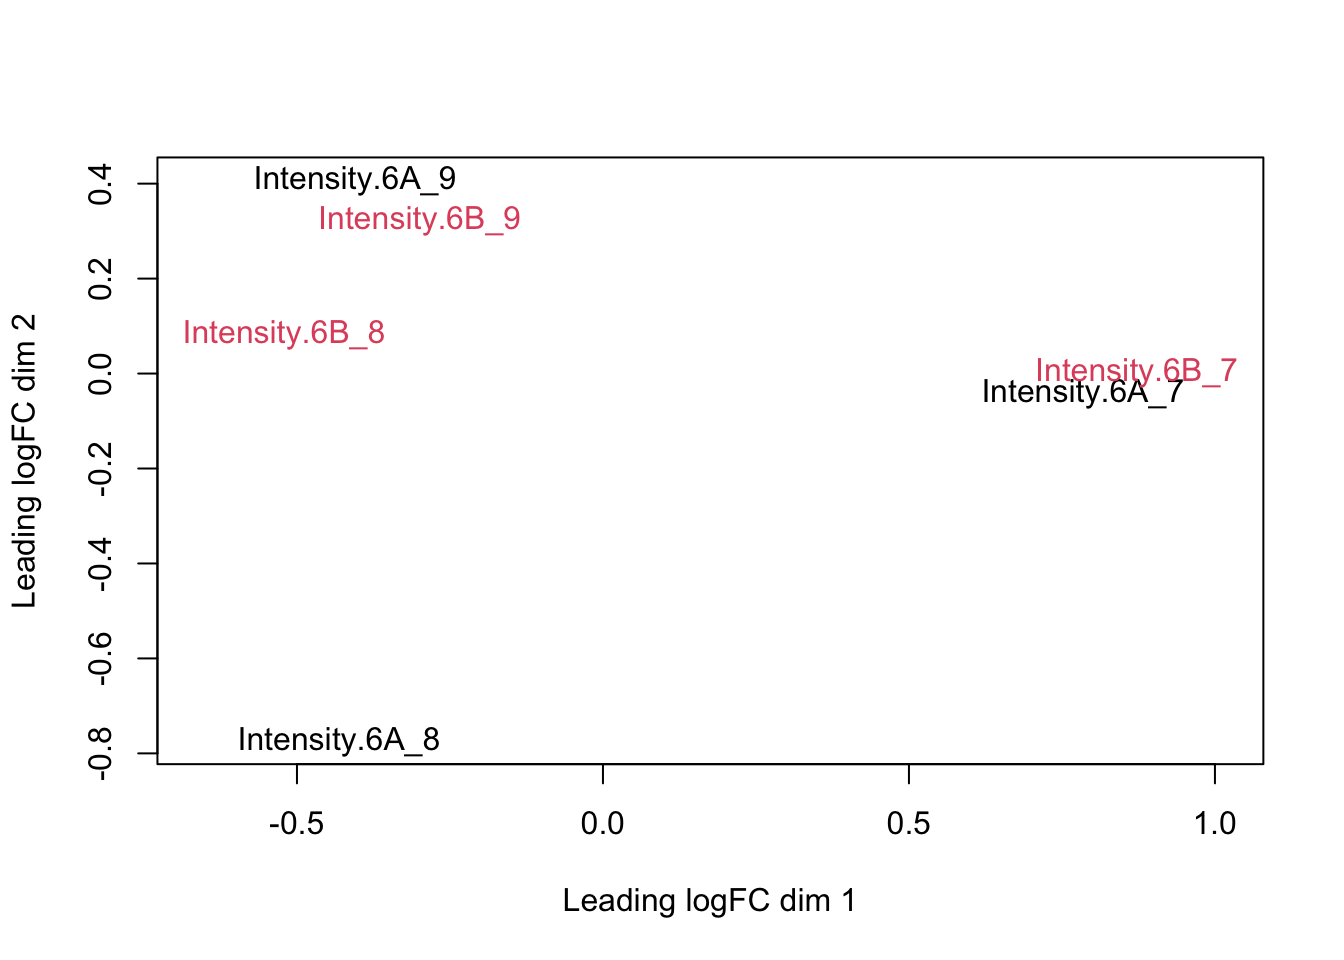 Intensity.6A_9
Intensity.6B_9
Intensity.6B_8
Intensity.6B_7
Intensity.6A_7
Intensity.6A_8
0.4
0.2
0.0
-0.2
-0.4
-0.6
-0.8
Leading logFC dim 2
-0.5 0.0 0.5 1.0
Leading logFC dim 1